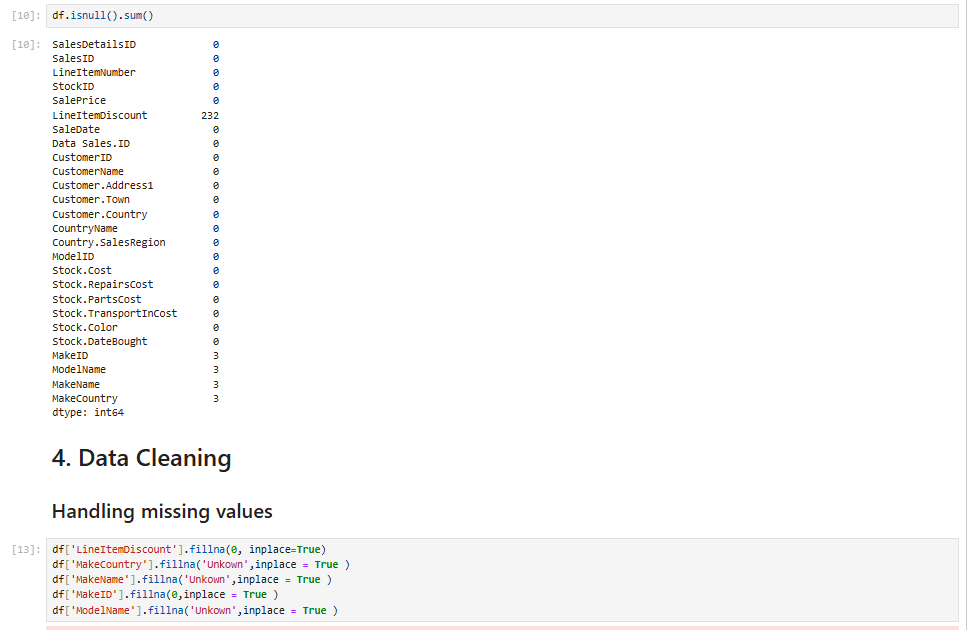 [10]: df.isnull().sum()
[10]: SalesDetailsID 0
SalesID 0
LineItemNumber 0
StockID 0
SalePrice 0
LineItemDiscount 232
SaleDate 0
Data Sales.ID 0
CustomerID 0
CustomerName 0
Customer.Address1 0
Customer.Town 0
Customer.Country 0
CountryName 0
Country.SalesRegion 0
ModelID 0
Stock.Cost 0
Stock.RepairsCost 0
Stock.PartsCost 0
Stock.TransportInCost 0
Stock.Color 0
Stock.DateBought 0
MakeID 3
ModelName 3
MakeName 3
MakeCountry 3
dtype: int64
4. Data Cleaning
Handling missing values
[13]: df['LineItemDiscount'].fillna(0, inplace=True)
df['MakeCountry'].fillna('Unkown',inplace = True )
df['MakeName'].fillna('Unkown',inplace = True )
df['MakeID'].fillna(0,inplace = True )
df['ModelName'].fillna('Unkown',inplace = True )